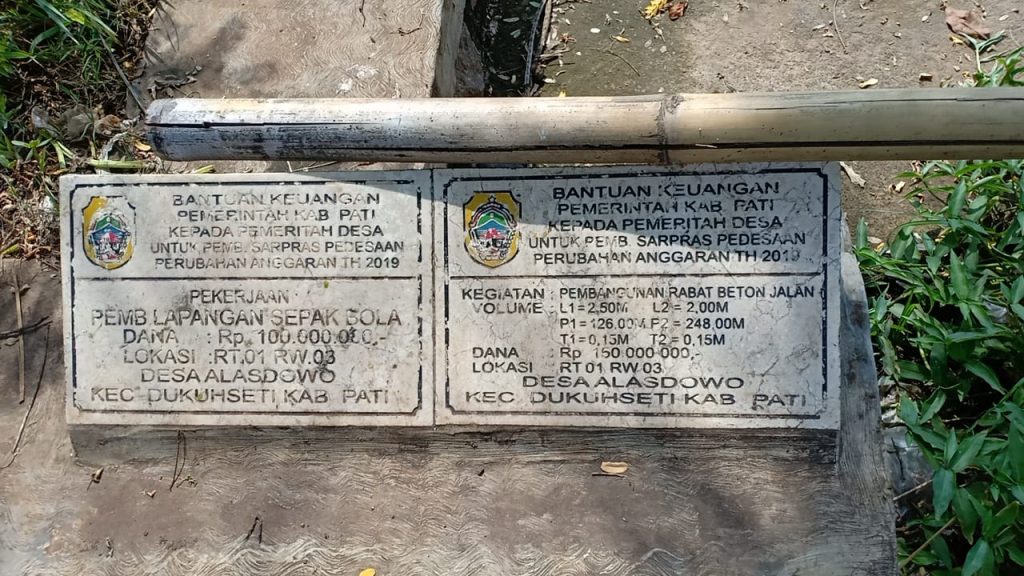 BANTUAN KEUANGAN
PEMERINTAH KAB PATI
KEPADA PEMERITAH DESA
UNTUK PEMB. SARPRAS PEDESAAN
PERUBAHAN ANGGARAN TH 2019
PEKERJAAN :
PEMB LAPANGAN SEPAK BOLA
DANA : Rp. 100.000.000,-
LOKASI : RT.01 RW.03
DESA ALASDOWO
KEC DUKUHSETI KAB PATI
BANTUAN KEUANGAN
PEMERINTAH KAB PATI
KEPADA PEMERITAH DESA
UNTUK PEMB. SARPRAS PEDESAAN
PERUBAHAN ANGGARAN TH 2019
KEGIATAN : PEMBANGUNAN RABAT BETON JALAN
VOLUME : L1 = 2,50M L2 = 2,00M
P1 = 126,00M P2 = 248,00M
T1 = 0,15M T2 = 0,15M
DANA : Rp 150 000 000,-
LOKASI : RT 01 RW.03
DESA ALASDOWO
KEC DUKUHSETI KAB PATI